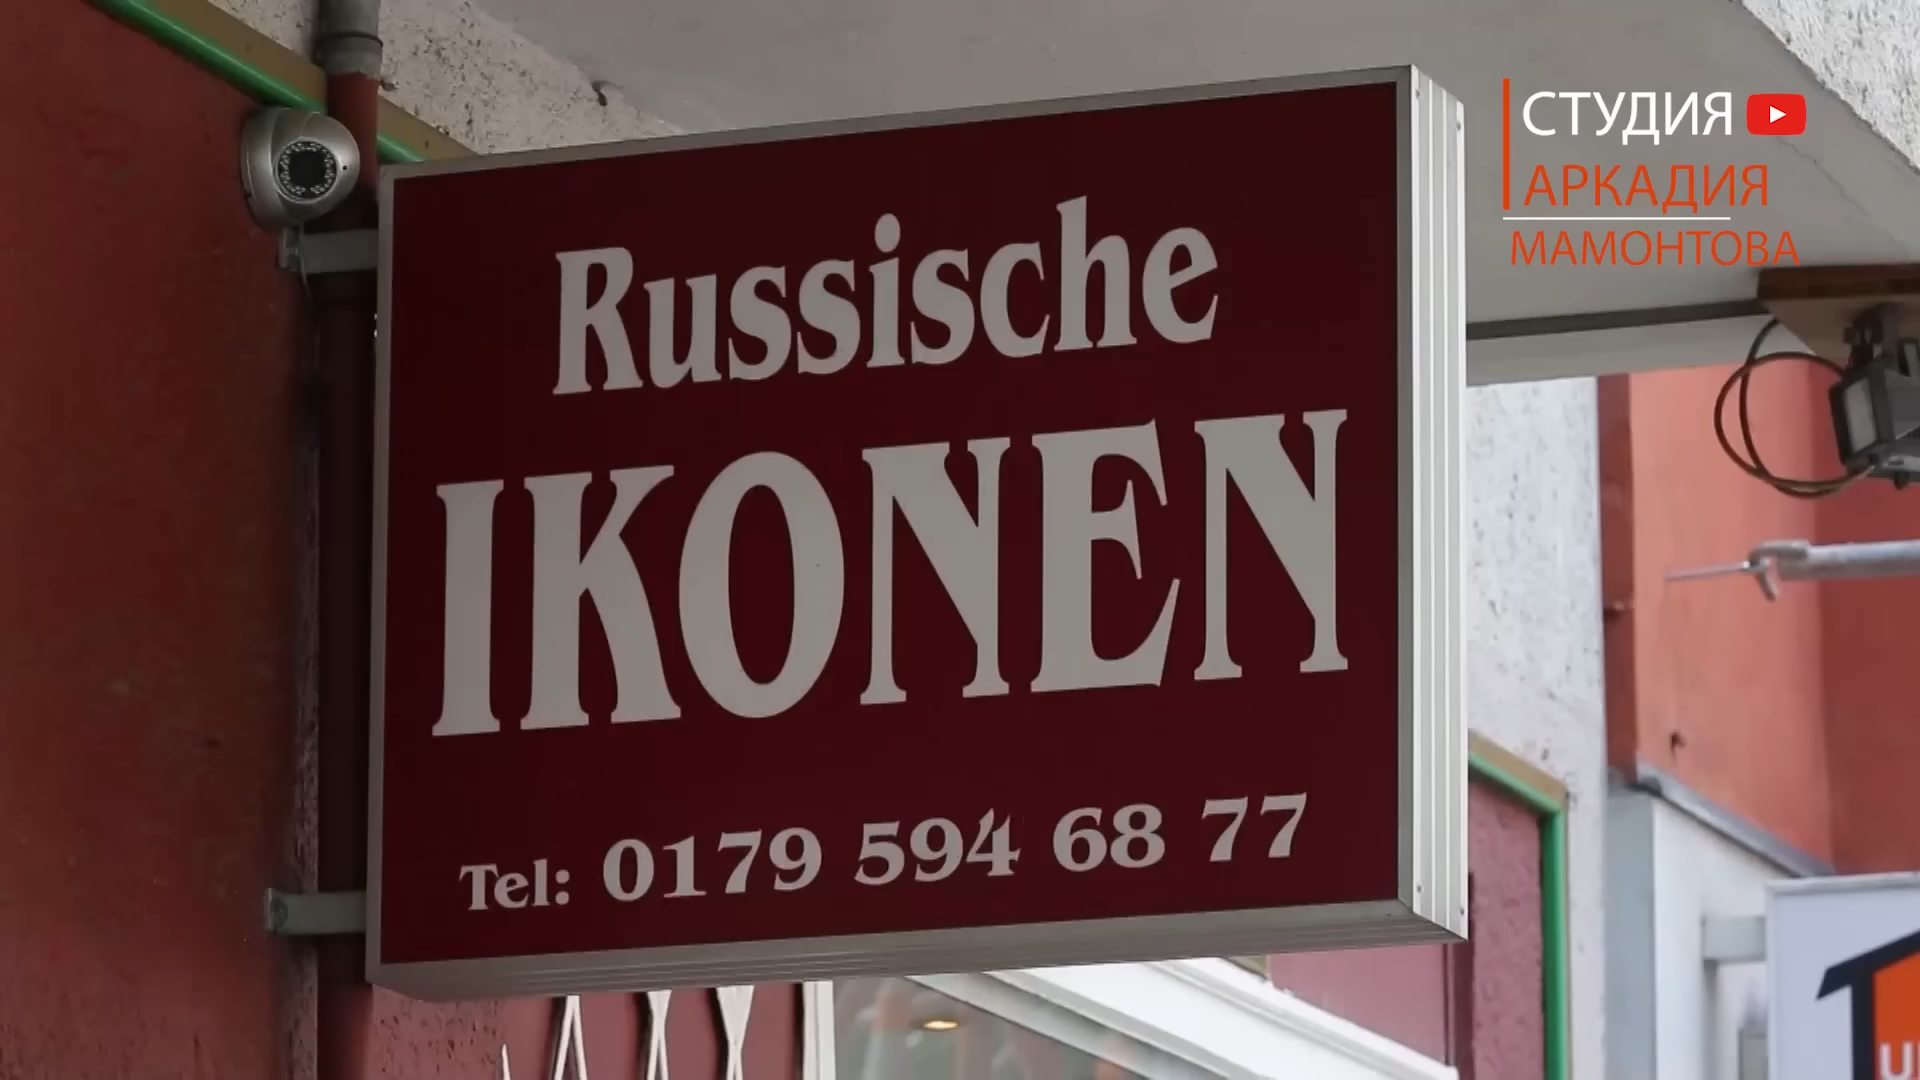 СТУДИЯ
АРКАДИЯ
МАМОНТОВА
Russische
IKONEN
Tel: 0179 594 68 77